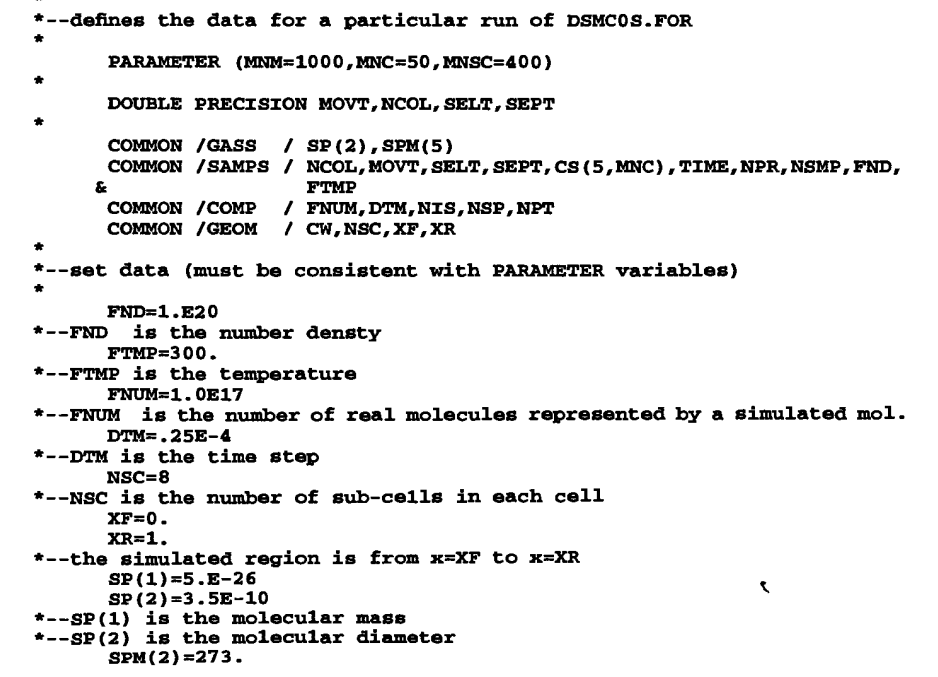 *--defines the data for a particular run of DSMC0S.FOR
*
PARAMETER (MNM=1000,MNC=50,MNSC=400)
*
DOUBLE PRECISION MOVT,NCOL,SELT,SEPT
*
COMMON /GASS / SP(2),SPM(5)
COMMON /SAMPS / NCOL,MOVT,SELT,SEPT,CS(5,MNC),TIME,NPR,NSMP,FND,
& FTMP
COMMON /COMP / FNUM,DTM,NIS,NSP,NPT
COMMON /GEOM / CW,NSC,XF,XR
*
*--set data (must be consistent with PARAMETER variables)
*
FND=1.E20
*--FND is the number densty
FTMP=300.
*--FTMP is the temperature
FNUM=1.0E17
*--FNUM is the number of real molecules represented by a simulated mol.
DTM=.25E-4
*--DTM is the time step
NSC=8
*--NSC is the number of sub-cells in each cell
XF=0.
XR=1.
*--the simulated region is from x=XF to x=XR
SP(1)=5.E-26
SP(2)=3.5E-10
*--SP(1) is the molecular mass
*--SP(2) is the molecular diameter
SPM(2)=273.